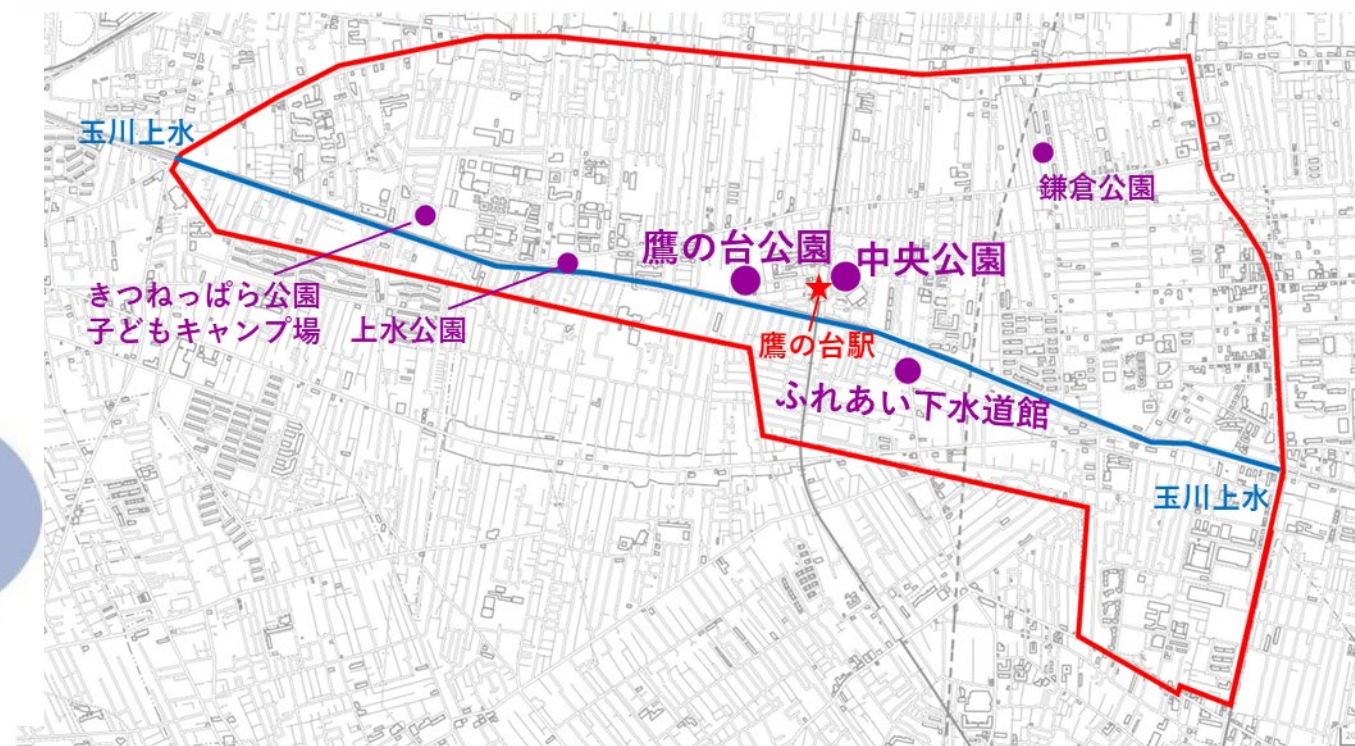 玉川上水
鎌倉公園
鷹の台公園
中央公園
きつねっぱら公園
子どもキャンプ場
上水公園
鷹の台駅
ふれあい下水道館
玉川上水